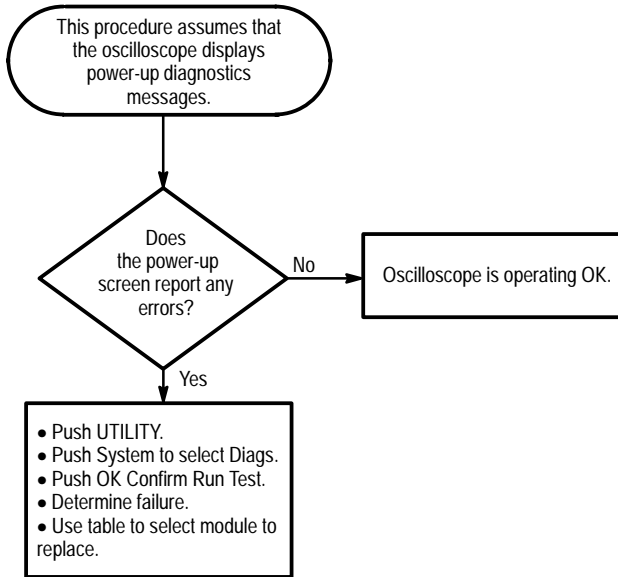 This procedure assumes that
the oscilloscope displays
power-up diagnostics
messages.
Does
the power-up
screen report any
errors?
No
Oscilloscope is operating OK.
Yes
● Push UTILITY.
● Push System to select Diags.
● Push OK Confirm Run Test.
● Determine failure.
● Use table to select module to
replace.